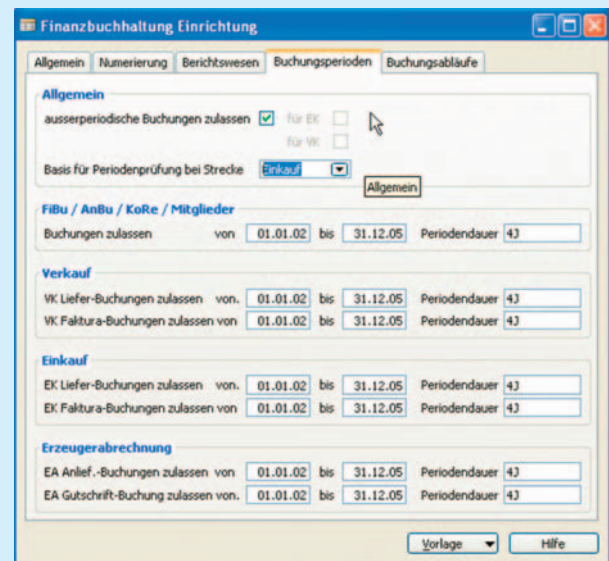 Finanzbuchhaltung Einrichtung
Allgemein Numerierung Berichtswesen Buchungsperioden Buchungsabläufe
Allgemein
ausserperiodische Buchungen zulassen für EK
für VK
Basis für Periodenprüfung bei Strecke Einkauf
Allgemein
FiBu / AnBu / KoRe / Mitglieder
Buchungen zulassen von 01.01.02 bis 31.12.05 Periodendauer 4J
Verkauf
VK Liefer-Buchungen zulassen von. 01.01.02 bis 31.12.05 Periodendauer 4J
VK Faktura-Buchungen zulassen von 01.01.02 bis 31.12.05 Periodendauer 4J
Einkauf
EK Liefer-Buchungen zulassen von. 01.01.02 bis 31.12.05 Periodendauer 4J
EK Faktura-Buchungen zulassen von 01.01.02 bis 31.12.05 Periodendauer 4J
Erzeugerabrechnung
EA Anlief.-Buchungen zulassen von 01.01.02 bis 31.12.05 Periodendauer 4J
EA Gutschrift-Buchung zulassen von. 01.01.02 bis 31.12.05 Periodendauer 4J
Vorlage Hilfe